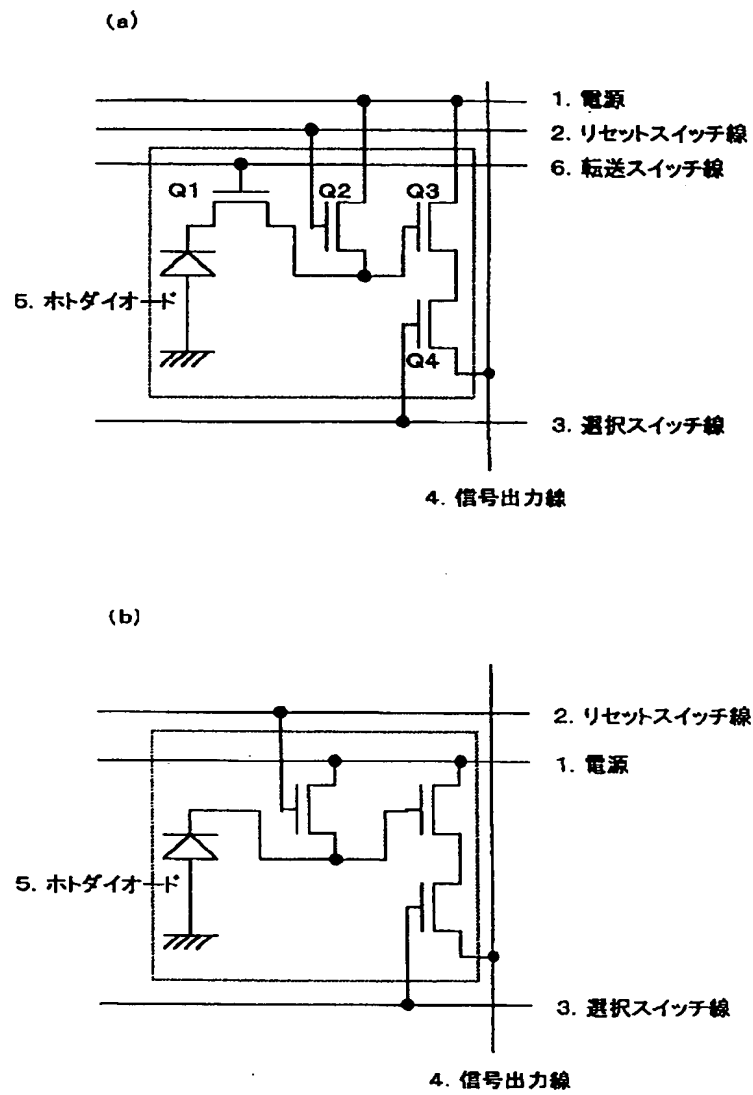 (a)
1. 電源
2. リセットスイッチ線
6. 転送スイッチ線
Q1
Q2
Q3
5. ホトダイオード
Q4
3. 選択スイッチ線
4. 信号出力線
(b)
2. リセットスイッチ線
1. 電源
5. ホトダイオード
3. 選択スイッチ線
4. 信号出力線